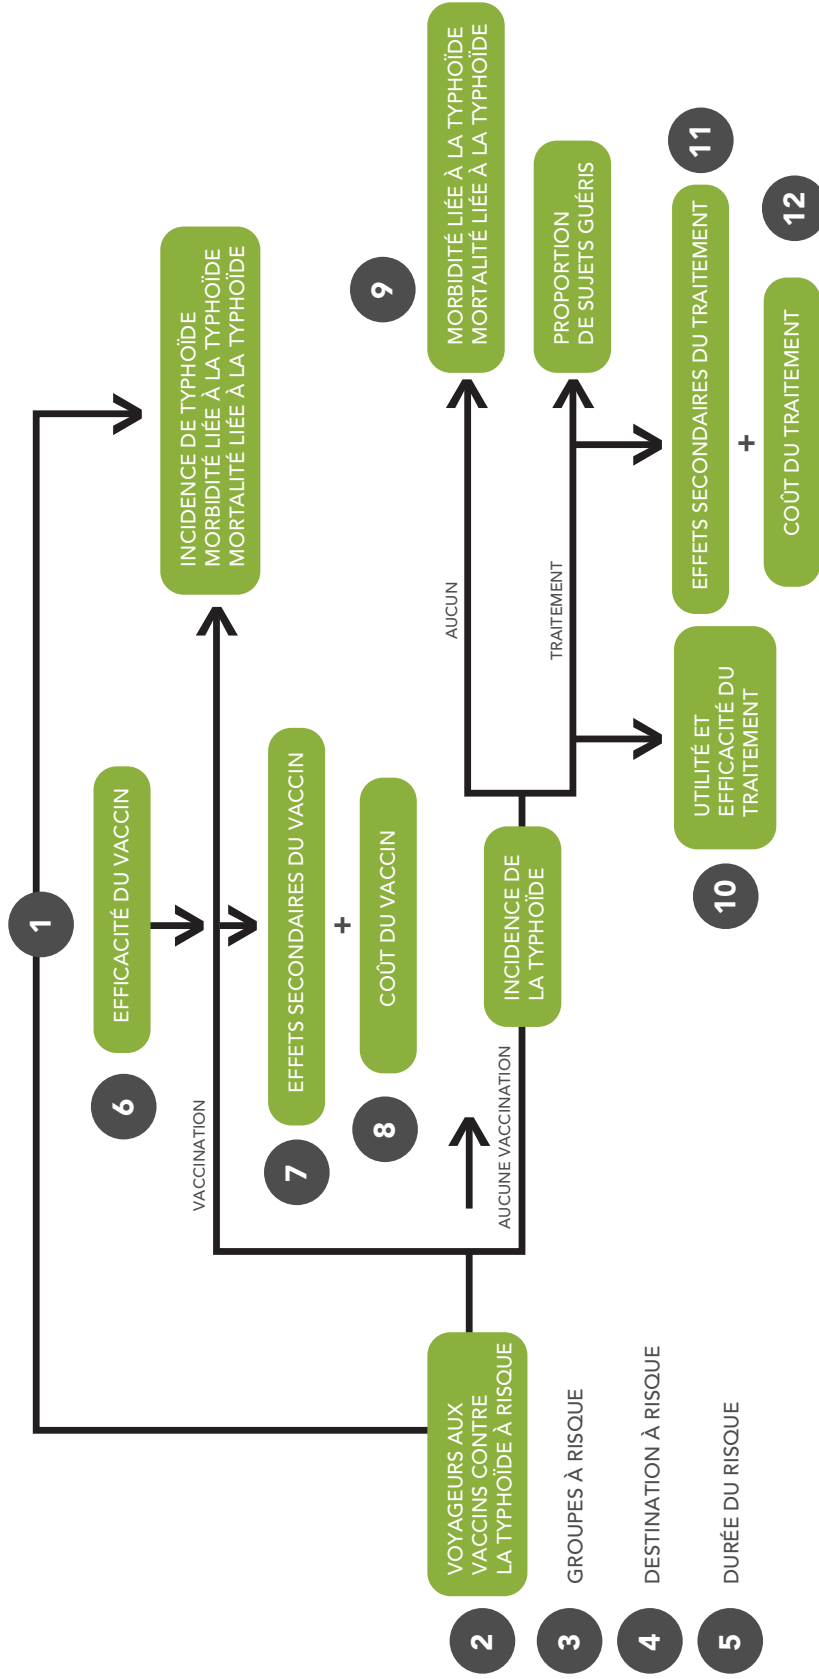 1
6
EFFICACITÉ DU VACCIN
VACCINATION
INCIDENCE DE TYPHOÏDE
MORBIDITÉ LIÉE À LA TYPHOÏDE
MORTALITÉ LIÉE À LA TYPHOÏDE
7
EFFETS SECONDAIRES DU VACCIN
+
8
COÛT DU VACCIN
2
VOYAGEURS AUX
VACCINS CONTRE
LA TYPHOÏDE À RISQUE
3
GROUPES À RISQUE
4
DESTINATION À RISQUE
5
DURÉE DU RISQUE
AUCUNE VACCINATION
INCIDENCE DE
LA TYPHOÏDE
AUCUN
9
MORBIDITÉ LIÉE À LA TYPHOÏDE
MORTALITÉ LIÉE À LA TYPHOÏDE
TRAITEMENT
PROPORTION
DE SUJETS GUÉRIS
10
UTILITÉ ET
EFFICACITÉ DU
TRAITEMENT
EFFETS SECONDAIRES DU TRAITEMENT
11
+
COÛT DU TRAITEMENT
12